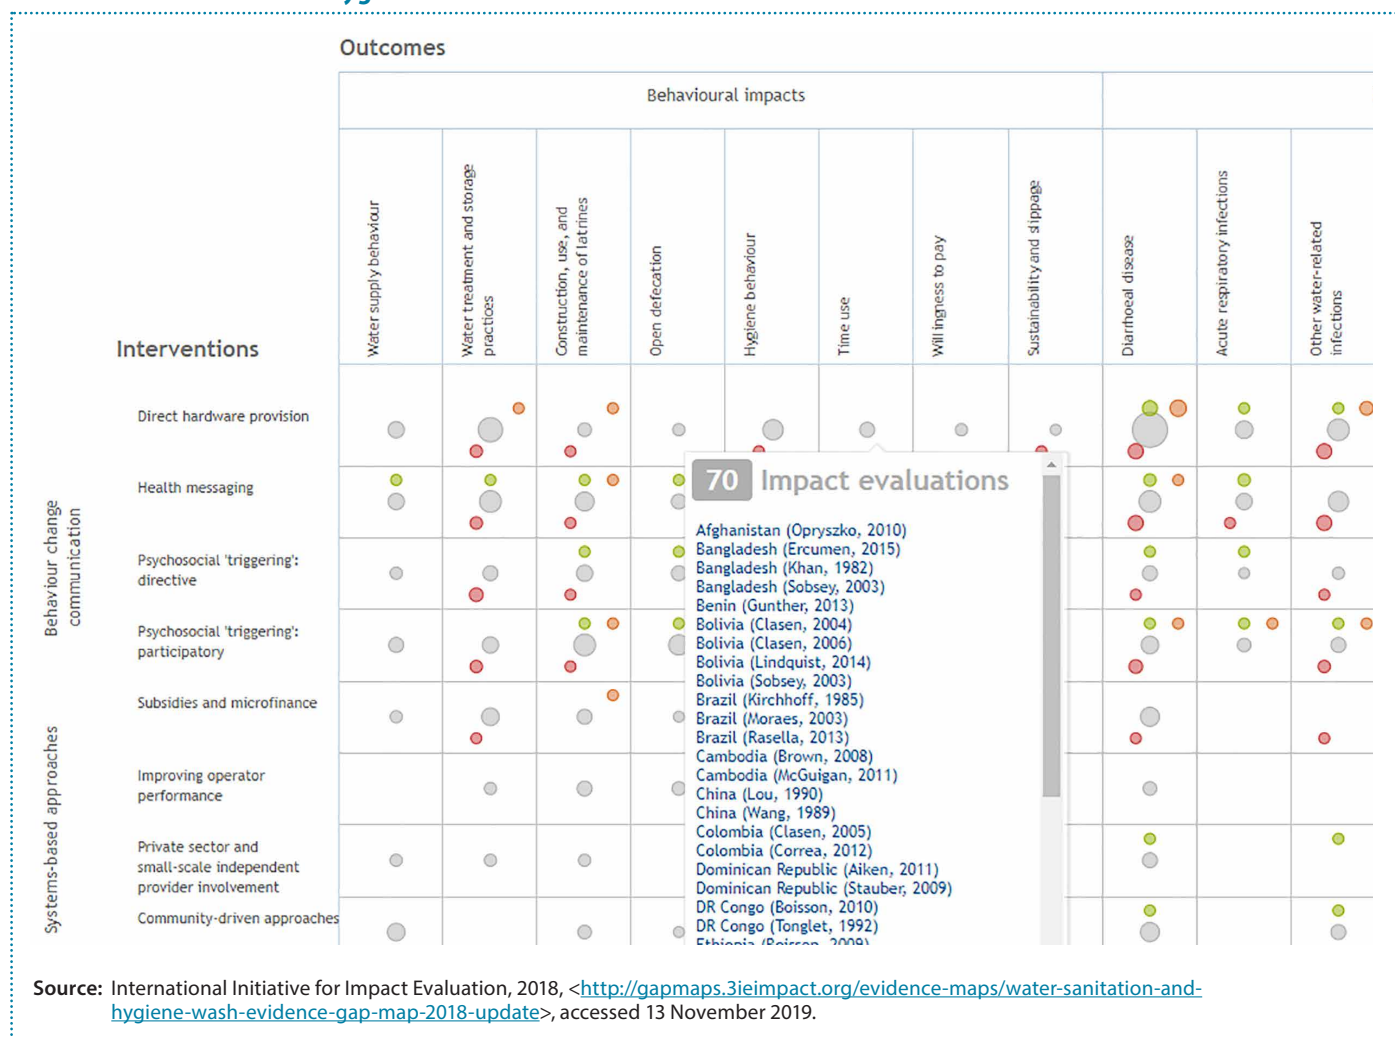 Outcomes
Behavioural impacts
Water supply behaviour
Water treatment and storage
practices
Construction, use, and
maintenance of latrines
Open defecation
Hygiene behaviour
Time use
Willingness to pay
Sustainability and slippage
Diarrhoeal disease
Acute respiratory infections
Other water-related
infections
Interventions
Direct hardware provision
Behaviour change
communication
Health messaging
Psychosocial 'triggering':
directive
Psychosocial 'triggering':
participatory
Systems-based approaches
Subsidies and microfinance
Improving operator
performance
Private sector and
small-scale independent
provider involvement
Community-driven approaches
70 Impact evaluations
Afghanistan (Opryszko, 2010)
Bangladesh (Ercumen, 2015)
Bangladesh (Khan, 1982)
Bangladesh (Sobsey, 2003)
Benin (Gunther, 2013)
Bolivia (Clasen, 2004)
Bolivia (Clasen, 2006)
Bolivia (Lindquist, 2014)
Bolivia (Sobsey, 2003)
Brazil (Kirchhoff, 1985)
Brazil (Moraes, 2003)
Brazil (Rasella, 2013)
Cambodia (Brown, 2008)
Cambodia (McGuigan, 2011)
China (Lou, 1990)
China (Wang, 1989)
Colombia (Clasen, 2005)
Colombia (Correa, 2012)
Dominican Republic (Aiken, 2011)
Dominican Republic (Stauber, 2009)
DR Congo (Boisson, 2010)
DR Congo (Tonglet, 1992)
Ethiopia (Boisson, 2009)
Source: International Initiative for Impact Evaluation, 2018, <http://gapmaps.3ieimpact.org/evidence-maps/water-sanitation-and-
hygiene-wash-evidence-gap-map-2018-update>, accessed 13 November 2019.